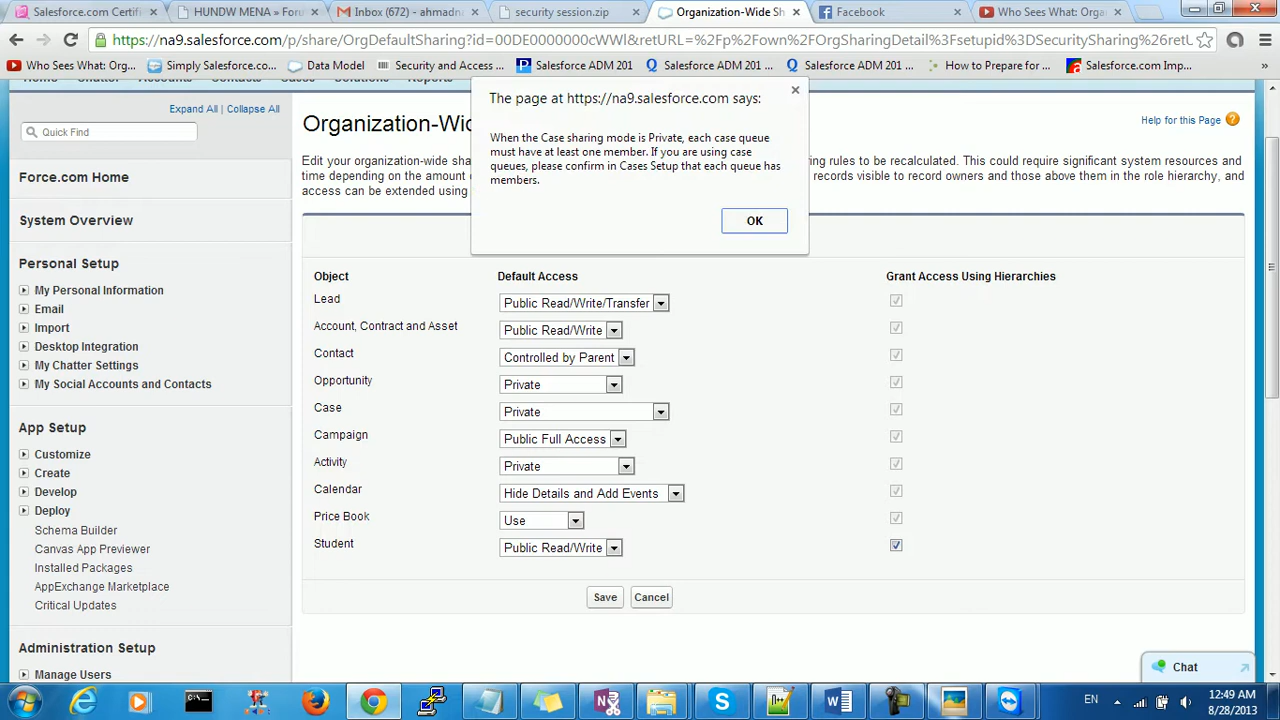 Salesforce.com Certifi
HUNDW MENA » Forum
Inbox (672) - ahmadru
security session.zip
Organization-Wide Sh
Facebook
Who Sees What: Orga
https://na9.salesforce.com/p/share/OrgDefaultSharing?id=00DE0000000cWWl&retURL=%2Fp%2Fown%2FOrgSharingDetail%3Fsetupid%3DSecuritySharing%26retU
Who Sees What: Org...
Simply Salesforce.co...
Data Model
Security and Access ...
Salesforce ADM 201
Salesforce ADM 201 ...
Salesforce ADM 201 ...
How to Prepare for ...
Salesforce.com Imp...
Expand All | Collapse All
Quick Find
Force.com Home
System Overview
Personal Setup
My Personal Information
Email
Import
Desktop Integration
My Chatter Settings
My Social Accounts and Contacts
App Setup
Customize
Create
Develop
Deploy
Schema Builder
Canvas App Previewer
Installed Packages
AppExchange Marketplace
Critical Updates
Administration Setup
Manage Users
The page at https://na9.salesforce.com says:
When the Case sharing mode is Private, each case queue
must have at least one member. If you are using case
queues, please confirm in Cases Setup that each queue has
members.
OK
Organization-Wid
Help for this Page
Edit your organization-wide sha ring rules to be recalculated. This could require significant system resources and
time depending on the amount o records visible to record owners and those above them in the role hierarchy, and
access can be extended using
Object Default Access Grant Access Using Hierarchies
Lead Public Read/Write/Transfer
Account, Contract and Asset Public Read/Write
Contact Controlled by Parent
Opportunity Private
Case Private
Campaign Public Full Access
Activity Private
Calendar Hide Details and Add Events
Price Book Use
Student Public Read/Write
Save Cancel
Chat
EN
12:49 AM
8/28/2013